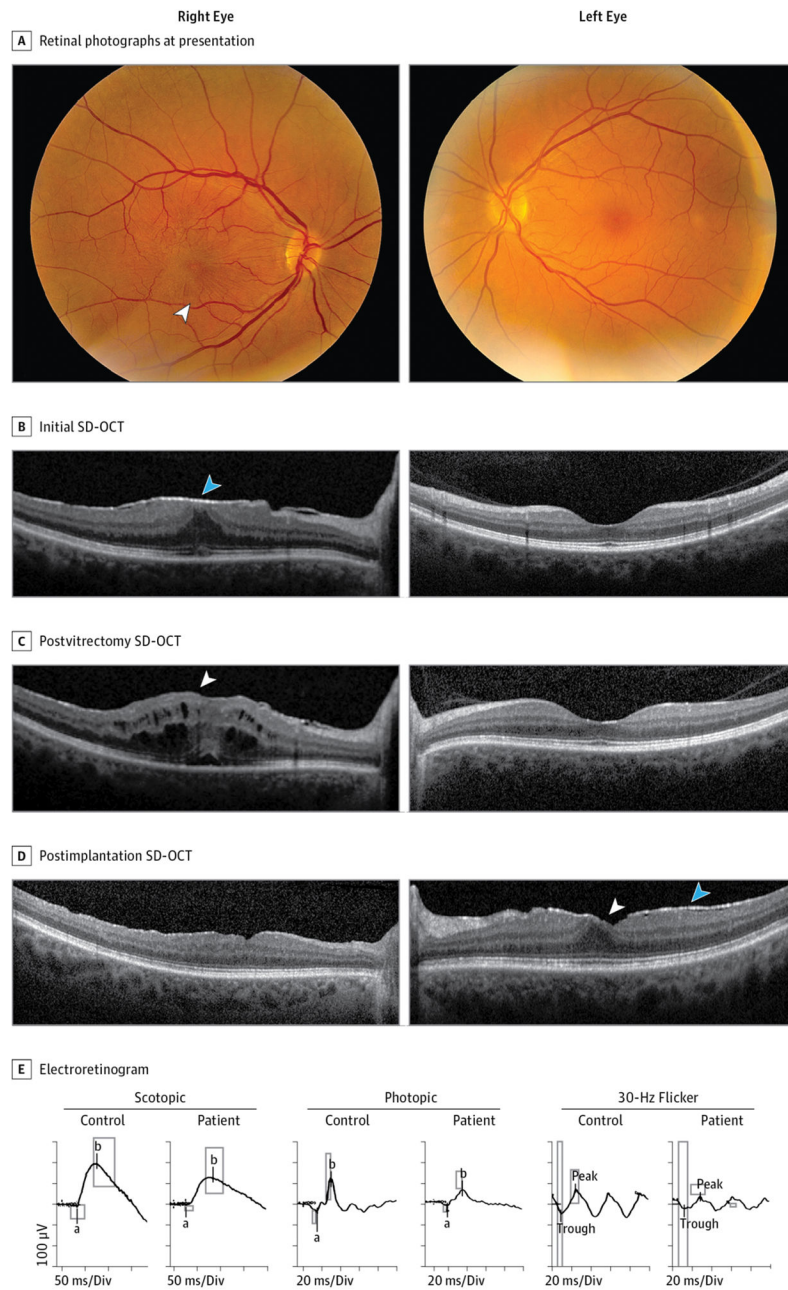 Right Eye Left Eye
A Retinal photographs at presentation
B Initial SD-OCT
C Postvitrectomy SD-OCT
D Postimplantation SD-OCT
E Electroretinogram
Scotopic Photopic 30-Hz Flicker
Control Patient Control Patient Control Patient
b b b b Peak Peak
a a a a Trough Trough
100 µV
50 ms/Div 50 ms/Div 20 ms/Div 20 ms/Div 20 ms/Div 20 ms/Div